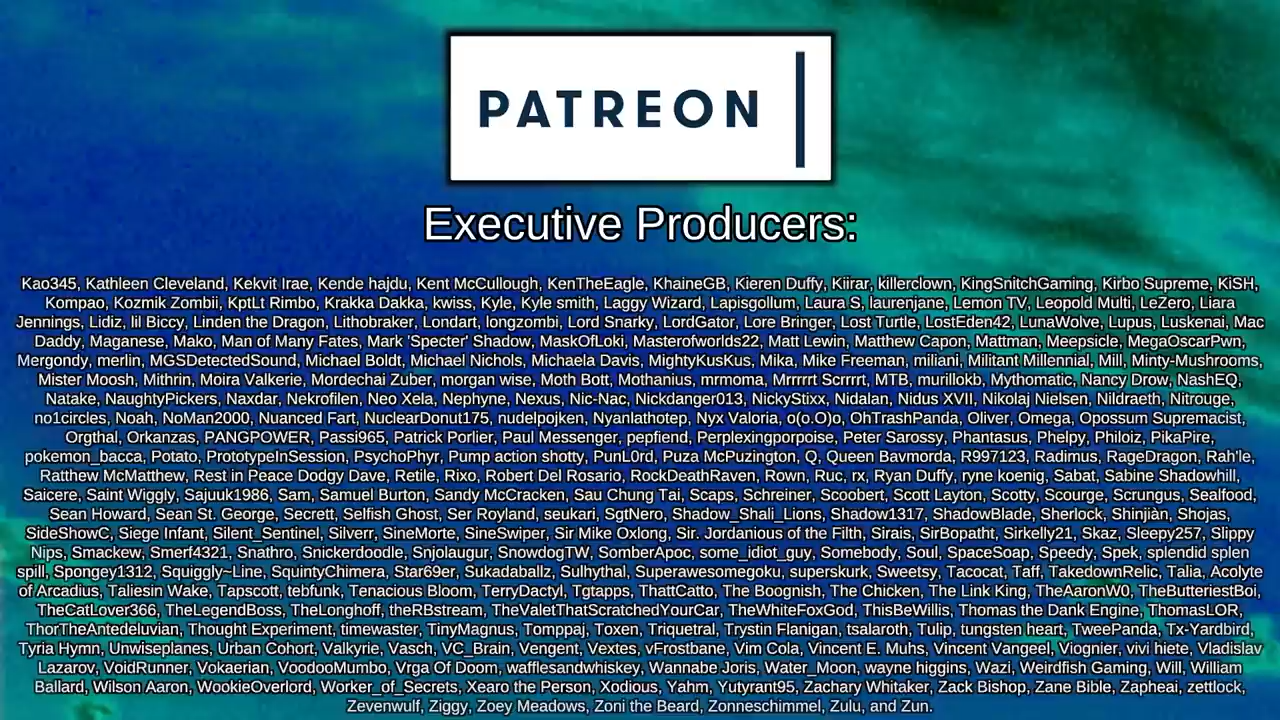 PATREON
Executive Producers:
Kao345, Kathleen Cleveland, Kekvit Irae, Kende hajdu, Kent McCullough, KenTheEagle, KhaineGB, Kieren Duffy, Kiirar, killerclown, KingSnitchGaming, Kirbo Supreme, KiSH,
Kompao, Kozmik Zombii, KptLt Rimbo, Krakka Dakka, kwiss, Kyle, Kyle smith, Laggy Wizard, Lapisgollum, Laura S, laurenjane, Lemon TV, Leopold Multi, LeZero, Liara
Jennings, Lidiz, lil Biccy, Linden the Dragon, Lithobraker, Londart, longzombi, Lord Snarky, LordGator, Lore Bringer, Lost Turtle, LostEden42, LunaWolve, Lupus, Luskenai, Mac
Daddy, Maganese, Mako, Man of Many Fates, Mark 'Specter' Shadow, MaskOfLoki, Masterofworlds22, Matt Lewin, Matthew Capon, Mattman, Meepsicle, MegaOscarPwn,
Mergondy, merlin, MGSDetectedSound, Michael Boldt, Michael Nichols, Michaela Davis, MightyKusKus, Mika, Mike Freeman, miliani, Militant Millennial, Mill, Minty-Mushrooms,
Mister Moosh, Mithrin, Moira Valkerie, Mordechai Zuber, morgan wise, Moth Bott, Mothanius, mrmoma, Mrrrrrt Scrrrrt, MTB, murillokb, Mythomatic, Nancy Drow, NashEQ,
Natake, NaughtyPickers, Naxdar, Nekrofilen, Neo Xela, Nephyne, Nexus, Nic-Nac, Nickdanger013, NickyStixx, Nidalan, Nidus XVII, Nikolaj Nielsen, Nildraeth, Nitrouge,
no1circles, Noah, NoMan2000, Nuanced Fart, NuclearDonut175, nudelpojken, Nyanlathotep, Nyx Valoria, o(o.O)o, OhTrashPanda, Oliver, Omega, Opossum Supremacist,
Orgthal, Orkanzas, PANGPOWER, Passi965, Patrick Porlier, Paul Messenger, pepfiend, Perplexingporpoise, Peter Sarossy, Phantasus, Phelpy, Philoiz, PikaPire,
pokemon_bacca, Potato, PrototypeInSession, PsychoPhyr, Pump action shotty, PunL0rd, Puza McPuzington, Q, Queen Bavmorda, R997123, Radimus, RageDragon, Rah'le,
Ratthew McMatthew, Rest in Peace Dodgy Dave, Retile, Rixo, Robert Del Rosario, RockDeathRaven, Rown, Ruc, rx, Ryan Duffy, ryne koenig, Sabat, Sabine Shadowhill,
Saicere, Saint Wiggly, Sajuuk1986, Sam, Samuel Burton, Sandy McCracken, Sau Chung Tai, Scaps, Schreiner, Scoobert, Scott Layton, Scotty, Scourge, Scrungus, Sealfood,
Sean Howard, Sean St. George, Secrett, Selfish Ghost, Ser Royland, seukari, SgtNero, Shadow_Shali_Lions, Shadow1317, ShadowBlade, Sherlock, Shinjiàn, Shojas,
SideShowC, Siege Infant, Silent_Sentinel, Silverr, SineMorte, SineSwiper, Sir Mike Oxlong, Sir. Jordanious of the Filth, Sirais, SirBopatht, Sirkelly21, Skaz, Sleepy257, Slippy
Nips, Smackew, Smerf4321, Snathro, Snickerdoodle, Snjolaugur, SnowdogTW, SomberApoc, some_idiot_guy, Somebody, Soul, SpaceSoap, Speedy, Spek, splendid splen
spill, Spongey1312, Squiggly~Line, SquintyChimera, Star69er, Sukadaballz, Sulhythal, Superawesomegoku, superskurk, Sweetsy, Tacocat, Taff, TakedownRelic, Talia, Acolyte
of Arcadius, Taliesin Wake, Tapscott, tebfunk, Tenacious Bloom, TerryDactyl, Tgtapps, ThattCatto, The Boognish, The Chicken, The Link King, TheAaronW0, TheButteriestBoi,
TheCatLover366, TheLegendBoss, TheLonghoff, theRBstream, TheValetThatScratchedYourCar, TheWhiteFoxGod, ThisBeWillis, Thomas the Dank Engine, ThomasLOR,
ThorTheAntedeluvian, Thought Experiment, timewaster, TinyMagnus, Tomppaj, Toxen, Triquetral, Trystin Flanigan, tsalaroth, Tulip, tungsten heart, TweePanda, Tx-Yardbird,
Tyria Hymn, Unwiseplanes, Urban Cohort, Valkyrie, Vasch, VC_Brain, Vengent, Vextes, vFrostbane, Vim Cola, Vincent E. Muhs, Vincent Vangeel, Viognier, vivi hiete, Vladislav
Lazarov, VoidRunner, Vokaerian, VoodooMumbo, Vrga Of Doom, wafflesandwhiskey, Wannabe Joris, Water_Moon, wayne higgins, Wazi, Weirdfish Gaming, Will, William
Ballard, Wilson Aaron, WookieOverlord, Worker_of_Secrets, Xearo the Person, Xodious, Yahm, Yutyrant95, Zachary Whitaker, Zack Bishop, Zane Bible, Zapheai, zettlock,
Zevenwulf, Ziggy, Zoey Meadows, Zoni the Beard, Zonneschimmel, Zulu, and Zun.